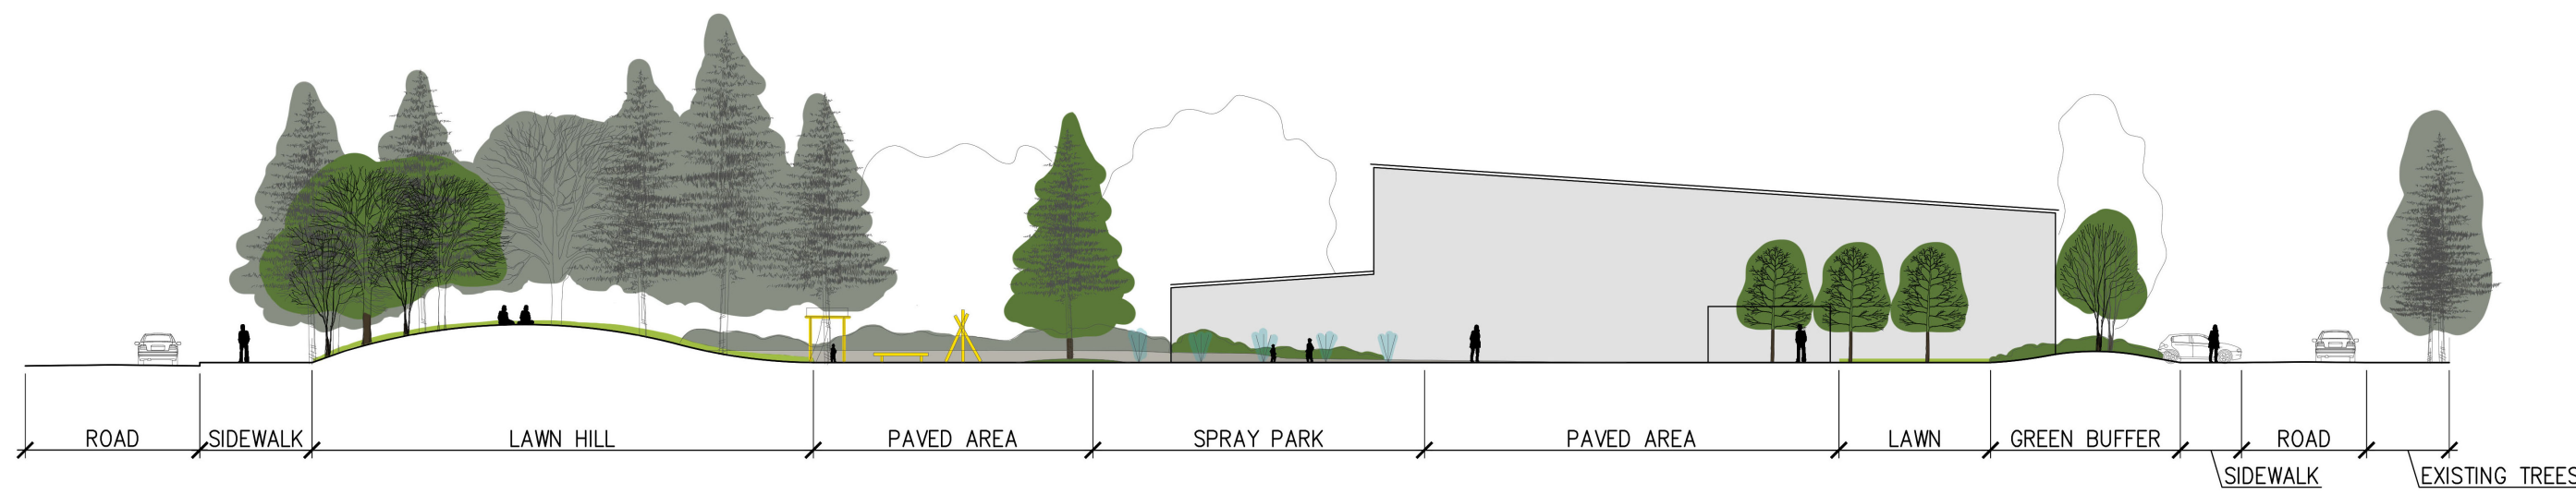 ROAD
SIDEWALK
LAWN HILL
PAVED AREA
SPRAY PARK
PAVED AREA
LAWN
GREEN BUFFER
SIDEWALK
ROAD
EXISTING TREES